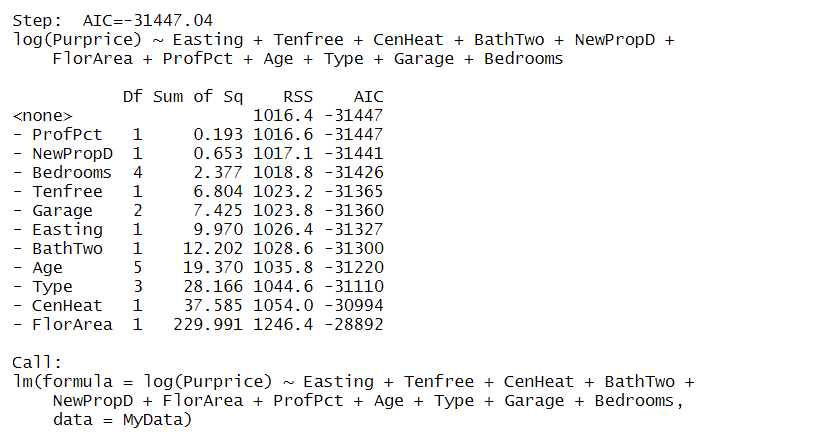 Step:  AIC=-31447.04
log(Purprice) ~ Easting + Tenfree + CenHeat + BathTwo + NewPropD +
    FlorArea + ProfPct + Age + Type + Garage + Bedrooms
           Df Sum of Sq    RSS    AIC
<none>                  1016.4 -31447
- ProfPct   1     0.193 1016.6 -31447
- NewPropD  1     0.653 1017.1 -31441
- Bedrooms  4     2.377 1018.8 -31426
- Tenfree   1     6.804 1023.2 -31365
- Garage    2     7.425 1023.8 -31360
- Easting   1     9.970 1026.4 -31327
- BathTwo   1    12.202 1028.6 -31300
- Age       5    19.370 1035.8 -31220
- Type      3    28.166 1044.6 -31110
- CenHeat   1    37.585 1054.0 -30994
- FlorArea  1   229.991 1246.4 -28892
Call:
lm(formula = log(Purprice) ~ Easting + Tenfree + CenHeat + BathTwo +
    NewPropD + FlorArea + ProfPct + Age + Type + Garage + Bedrooms,
    data = MyData)